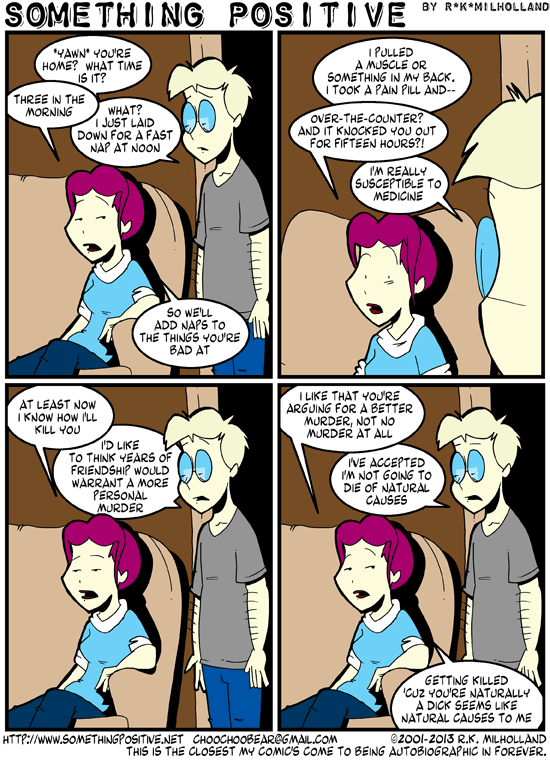 SOMETHING POSITIVE BY R*K*MILHOLLAND
*YAWN* YOU'RE
HOME? WHAT TIME
IS IT?
THREE IN THE
MORNING
WHAT?
I JUST LAID
DOWN FOR A FAST
NAP AT NOON
SO WE'LL
ADD NAPS TO
THE THINGS YOU'RE
BAD AT
I PULLED
A MUSCLE OR
SOMETHING IN MY BACK.
I TOOK A PAIN PILL AND--
OVER-THE-COUNTER?
AND IT KNOCKED YOU OUT
FOR FIFTEEN HOURS?!
I'M REALLY
SUSCEPTIBLE TO
MEDICINE
AT LEAST NOW
I KNOW HOW I'LL
KILL YOU
I'D LIKE
TO THINK YEARS OF
FRIENDSHIP WOULD
WARRANT A MORE
PERSONAL
MURDER
I LIKE THAT YOU'RE
ARGUING FOR A BETTER
MURDER, NOT NO
MURDER AT ALL
I'VE ACCEPTED
I'M NOT GOING TO
DIE OF NATURAL
CAUSES
GETTING KILLED
'CUZ YOU'RE NATURALLY
A DICK SEEMS LIKE
NATURAL CAUSES TO ME
HTTP://WWW.SOMETHINGPOSITIVE.NET CHOOCHOOBEAR@GMAIL.COM ©2001-2013 R.K. MILHOLLAND
THIS IS THE CLOSEST MY COMIC'S COME TO BEING AUTOBIOGRAPHIC IN FOREVER.